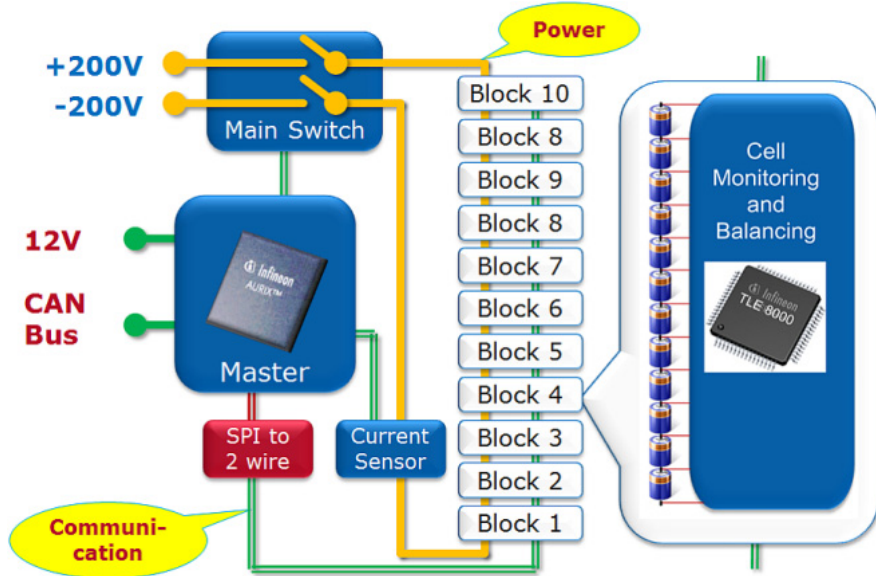 +200V
-200V
Main Switch
Power
12V
CAN
Bus
Infineon
AURIX™
Master
SPI to
2 wire
Current
Sensor
Communi-
cation
Block 10
Block 8
Block 9
Block 8
Block 7
Block 6
Block 5
Block 4
Block 3
Block 2
Block 1
Cell
Monitoring
and
Balancing
Infineon
TLE 8000